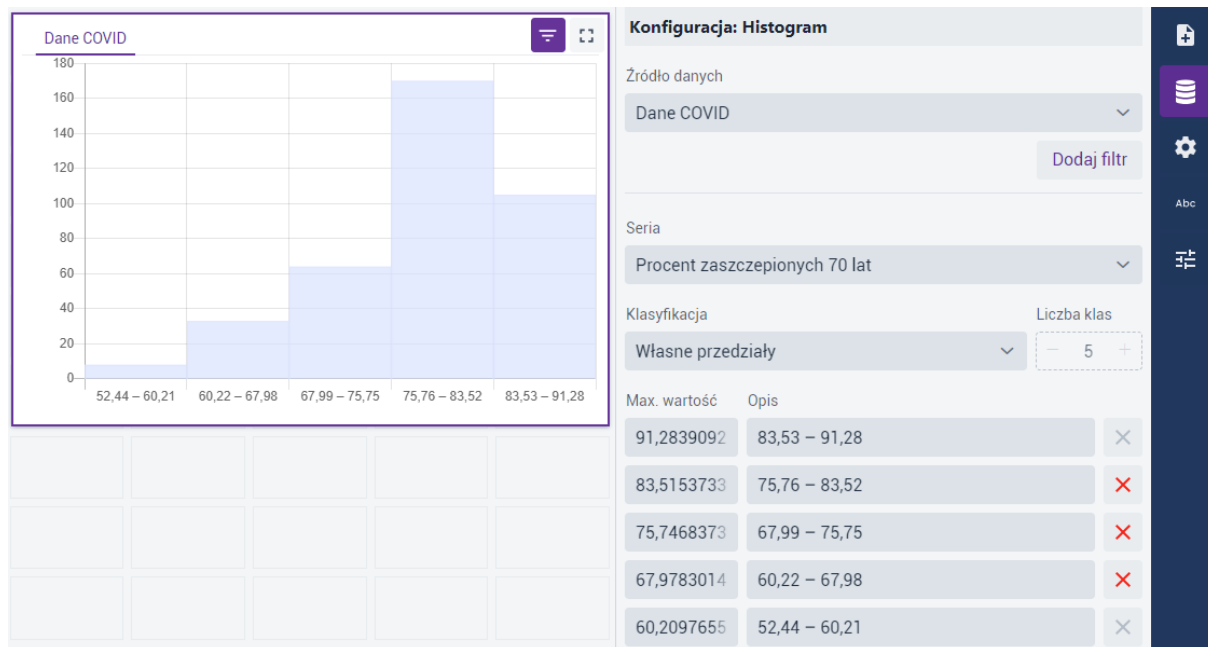 Dane COVID
180
160
140
120
100
80
60
40
20
0
52,44 – 60,21 60,22 – 67,98 67,99 – 75,75 75,76 – 83,52 83,53 – 91,28
Konfiguracja: Histogram
Źródło danych
Dane COVID
Dodaj filtr
Seria
Procent zaszczepionych 70 lat
Klasyfikacja Liczba klas
Własne przedziały 5
Max. wartość Opis
91,2839092 83,53 – 91,28
83,5153733 75,76 – 83,52
75,7468373 67,99 – 75,75
67,9783014 60,22 – 67,98
60,2097655 52,44 – 60,21
Abc